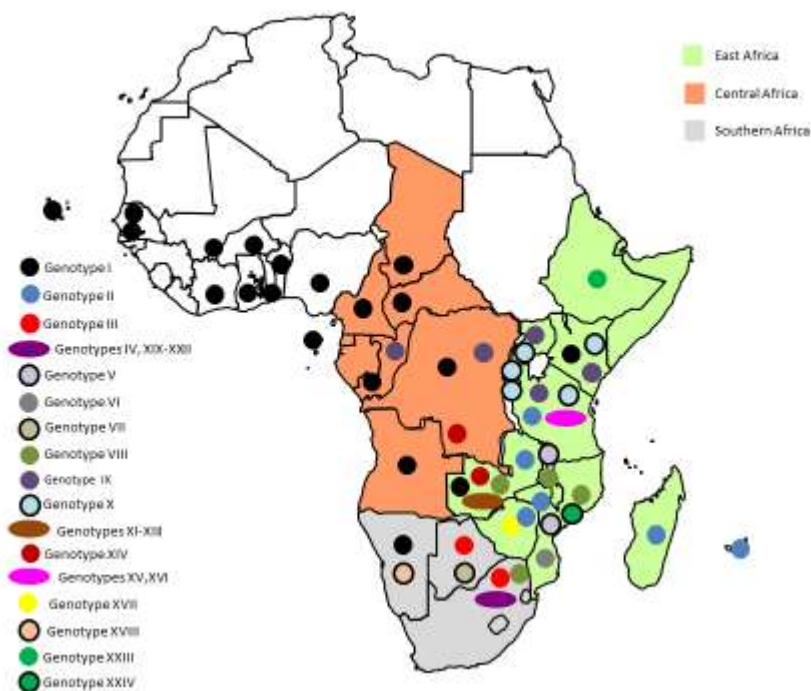 East Africa
Central Africa
Southern Africa
Genotype I
Genotype II
Genotype III
Genotypes IV, XIX-XXII
Genotype V
Genotype VI
Genotype VII
Genotype VIII
Genotype IX
Genotype X
Genotypes XI-XIII
Genotype XIV
Genotypes XV,XVI
Genotype XVII
Genotype XVIII
Genotype XXIII
Genotype XXIV